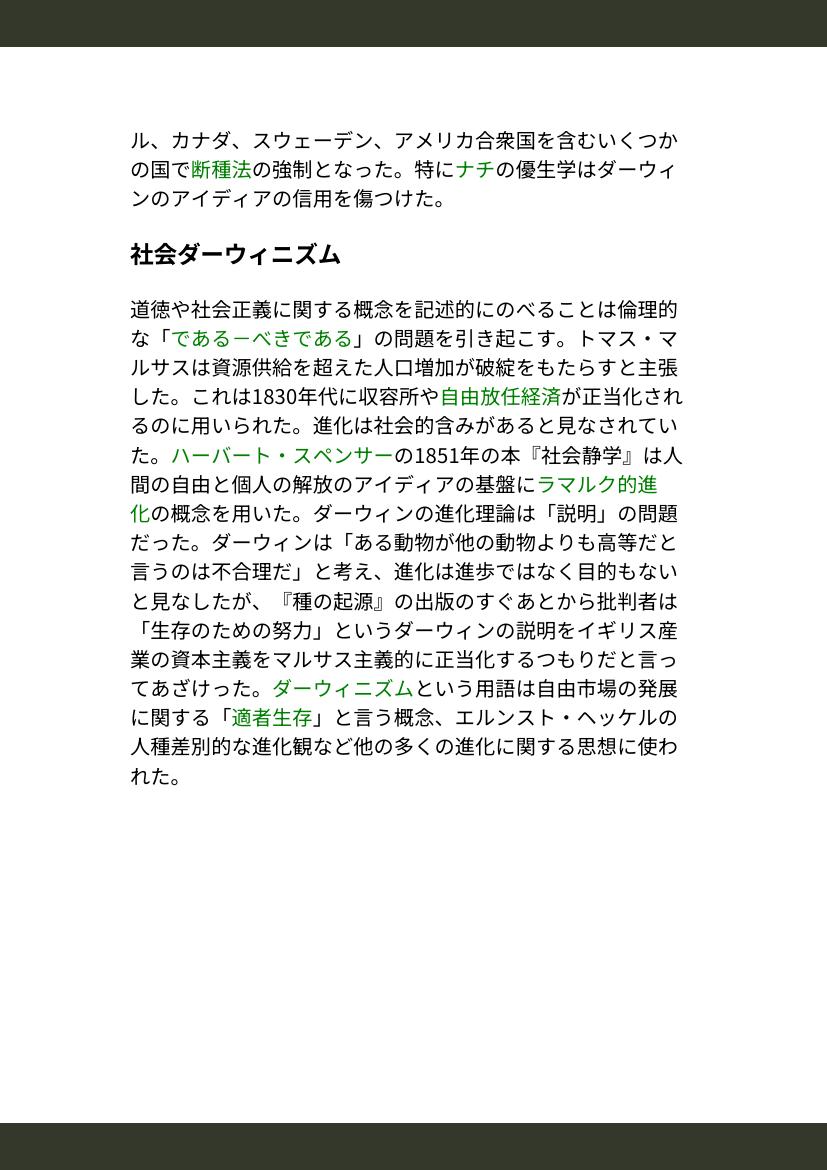 ル、カナダ、スウェーデン、アメリカ合衆国を含むいくつか
の国で断種法の強制となった。特にナチの優生学はダーウィ
ンのアイディアの信用を傷つけた。
社会ダーウィニズム
道徳や社会正義に関する概念を記述的にのべることは倫理的
な「である－べきである」の問題を引き起こす。トマス・マ
ルサスは資源供給を超えた人口増加が破綻をもたらすと主張
した。これは1830年代に収容所や自由放任経済が正当化され
るのに用いられた。進化は社会的含みがあると見なされてい
た。ハーバート・スペンサーの1851年の本『社会静学』は人
間の自由と個人の解放のアイディアの基盤にラマルク的進
化の概念を用いた。ダーウィンの進化理論は「説明」の問題
だった。ダーウィンは「ある動物が他の動物よりも高等だと
言うのは不合理だ」と考え、進化は進歩ではなく目的もない
と見なしたが、『種の起源』の出版のすぐあとから批判者は
「生存のための努力」というダーウィンの説明をイギリス産
業の資本主義をマルサス主義的に正当化するつもりだと言っ
てあざけった。ダーウィニズムという用語は自由市場の発展
に関する「適者生存」と言う概念、エルンスト・ヘッケルの
人種差別的な進化観など他の多くの進化に関する思想に使わ
れた。